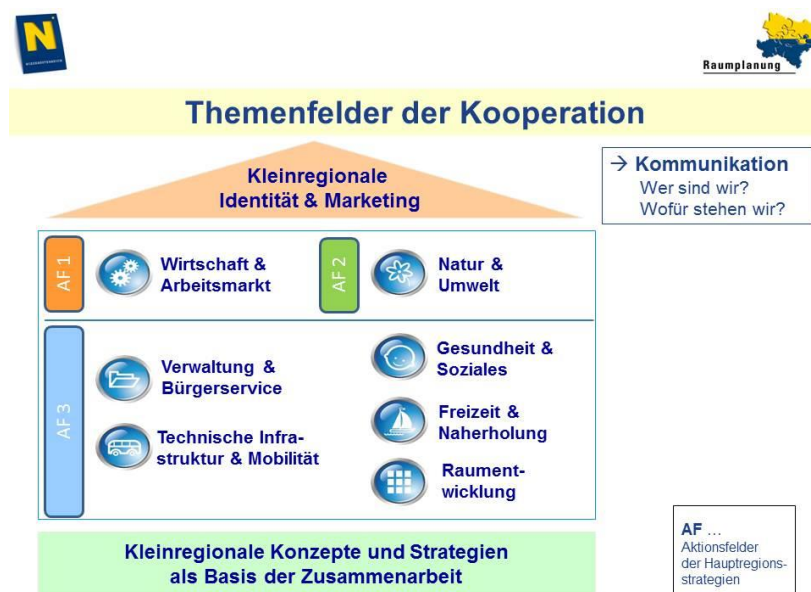 N
NIEDERÖSTERREICH
Raumplanung
Themenfelder der Kooperation
Kleinregionale
Identität & Marketing
→ Kommunikation
Wer sind wir?
Wofür stehen wir?
AF 1
Wirtschaft &
Arbeitsmarkt
AF 2
Natur &
Umwelt
AF 3
Verwaltung &
Bürgerservice
Technische Infra-
struktur & Mobilität
Gesundheit &
Soziales
Freizeit &
Naherholung
Raument-
wicklung
Kleinregionale Konzepte und Strategien
als Basis der Zusammenarbeit
AF ...
Aktionsfelder
der Hauptregions-
strategien